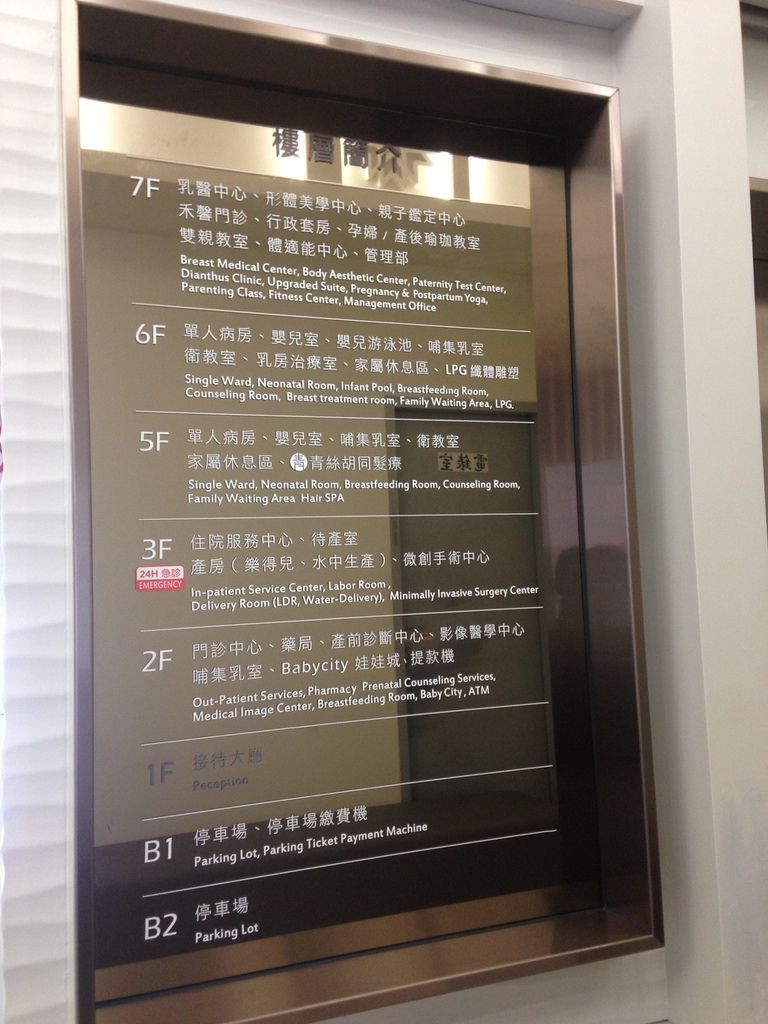 樓層簡介
7F 乳醫中心、形體美學中心、親子鑑定中心
禾馨門診、行政套房、孕婦/產後瑜珈教室
雙親教室、體適能中心、管理部
Breast Medical Center, Body Aesthetic Center, Paternity Test Center,
Dianthus Clinic, Upgraded Suite, Pregnancy & Postpartum Yoga,
Parenting Class, Fitness Center, Management Office
6F 單人病房、嬰兒室、嬰兒游泳池、哺集乳室
衛教室、乳房治療室、家屬休息區、LPG 纖體雕塑
Single Ward, Neonatal Room, Infant Pool, Breastfeeding Room,
Counseling Room, Breast treatment room, Family Waiting Area, LPG.
5F 單人病房、嬰兒室、哺集乳室、衛教室
家屬休息區、青 青絲胡同髮療
Single Ward, Neonatal Room, Breastfeeding Room, Counseling Room,
Family Waiting Area Hair SPA
電梯室
3F 住院服務中心、待產室
24H 急診
EMERGENCY
產房 ( 樂得兒、水中生產 )、微創手術中心
In-patient Service Center, Labor Room ,
Delivery Room (LDR, Water-Delivery), Minimally Invasive Surgery Center
2F 門診中心、藥局、產前診斷中心、影像醫學中心
哺集乳室、Babycity 娃娃城、提款機
Out-Patient Services, Pharmacy Prenatal Counseling Services,
Medical Image Center, Breastfeeding Room, Baby City , ATM
1F 接待大廳
Reception
B1 停車場、停車場繳費機
Parking Lot, Parking Ticket Payment Machine
B2 停車場
Parking Lot